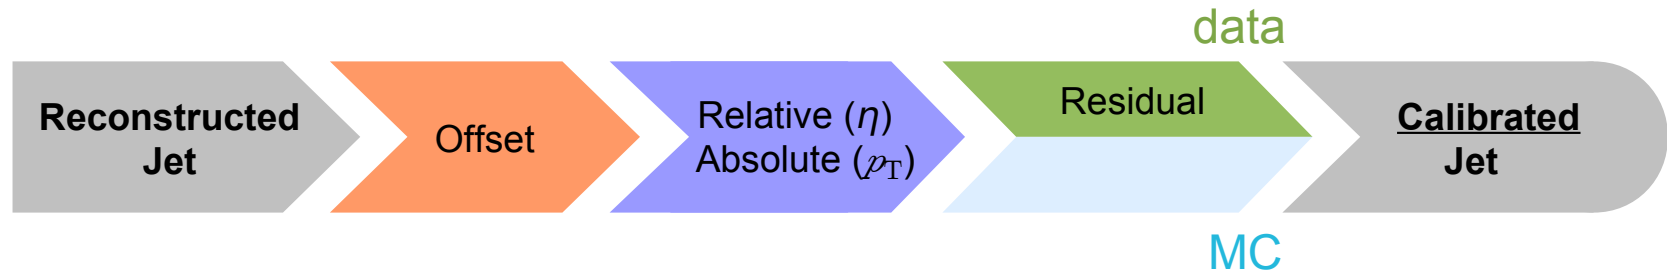 data
Reconstructed
Jet
Offset
Relative (η)
Absolute (pT)
Residual
Calibrated
Jet
MC